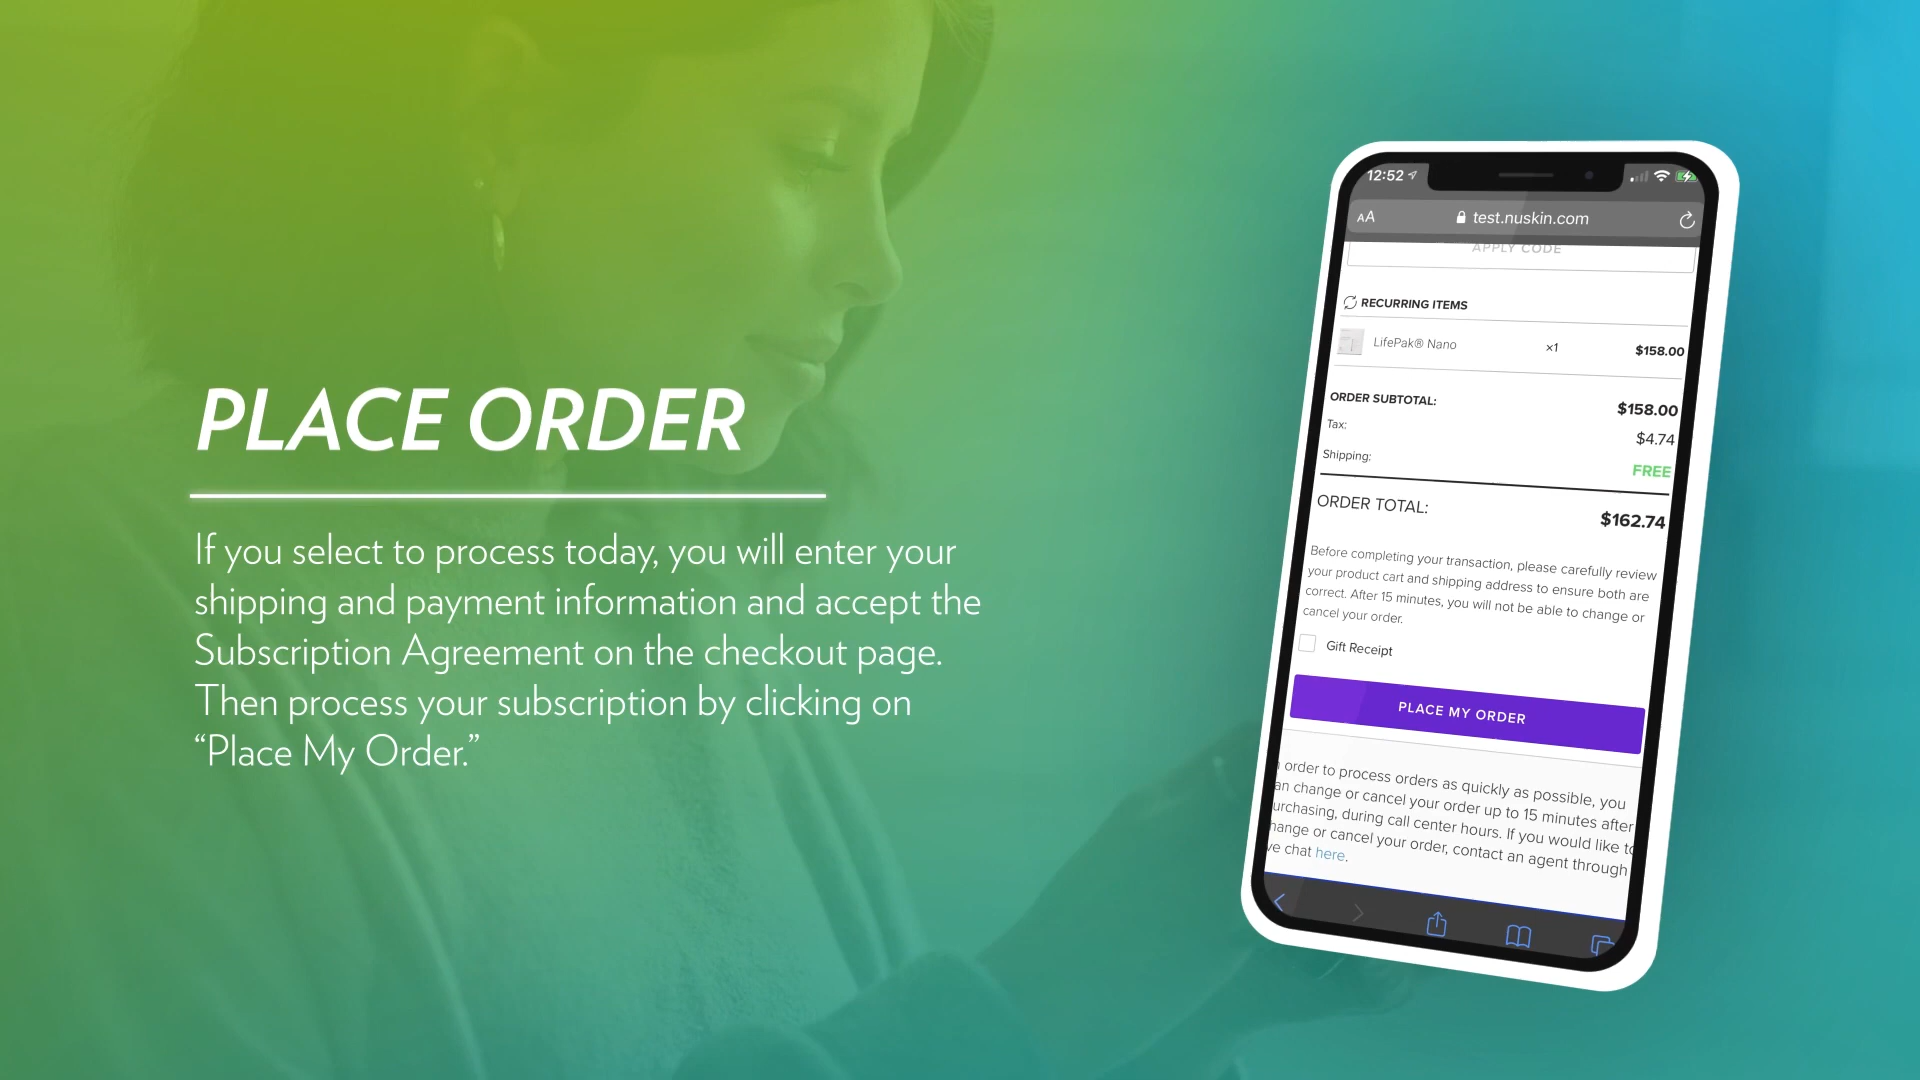 PLACE ORDER
If you select to process today, you will enter your
shipping and payment information and accept the
Subscription Agreement on the checkout page.
Then process your subscription by clicking on
“Place My Order.”
12:52
AA test.nuskin.com
APPLY CODE
RECURRING ITEMS
LifePak® Nano ×1 $158.00
ORDER SUBTOTAL: $158.00
Tax: $4.74
Shipping: FREE
ORDER TOTAL: $162.74
Before completing your transaction, please carefully review
your product cart and shipping address to ensure both are
correct. After 15 minutes, you will not be able to change or
cancel your order.
Gift Receipt
PLACE MY ORDER
order to process orders as quickly as possible, you
an change or cancel your order up to 15 minutes after
urchasing, during call center hours. If you would like to
hange or cancel your order, contact an agent through
ve chat here.